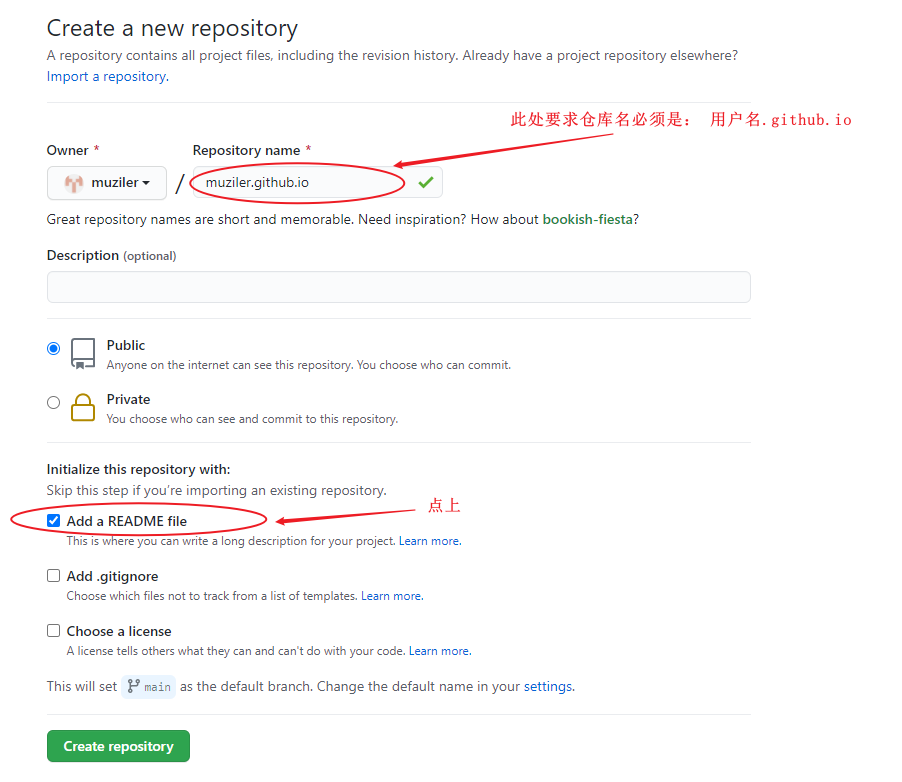 Create a new repository
A repository contains all project files, including the revision history. Already have a project repository elsewhere?
Import a repository.
此处要求仓库名必须是： 用户名.github.io
Owner *
Repository name *
muziler
/
muziler.github.io
Great repository names are short and memorable. Need inspiration? How about bookish-fiesta?
Description (optional)
Public
Anyone on the internet can see this repository. You choose who can commit.
Private
You choose who can see and commit to this repository.
Initialize this repository with:
Skip this step if you're importing an existing repository.
点上
Add a README file
This is where you can write a long description for your project. Learn more.
Add .gitignore
Choose which files not to track from a list of templates. Learn more.
Choose a license
A license tells others what they can and can't do with your code. Learn more.
This will set main as the default branch. Change the default name in your settings.
Create repository